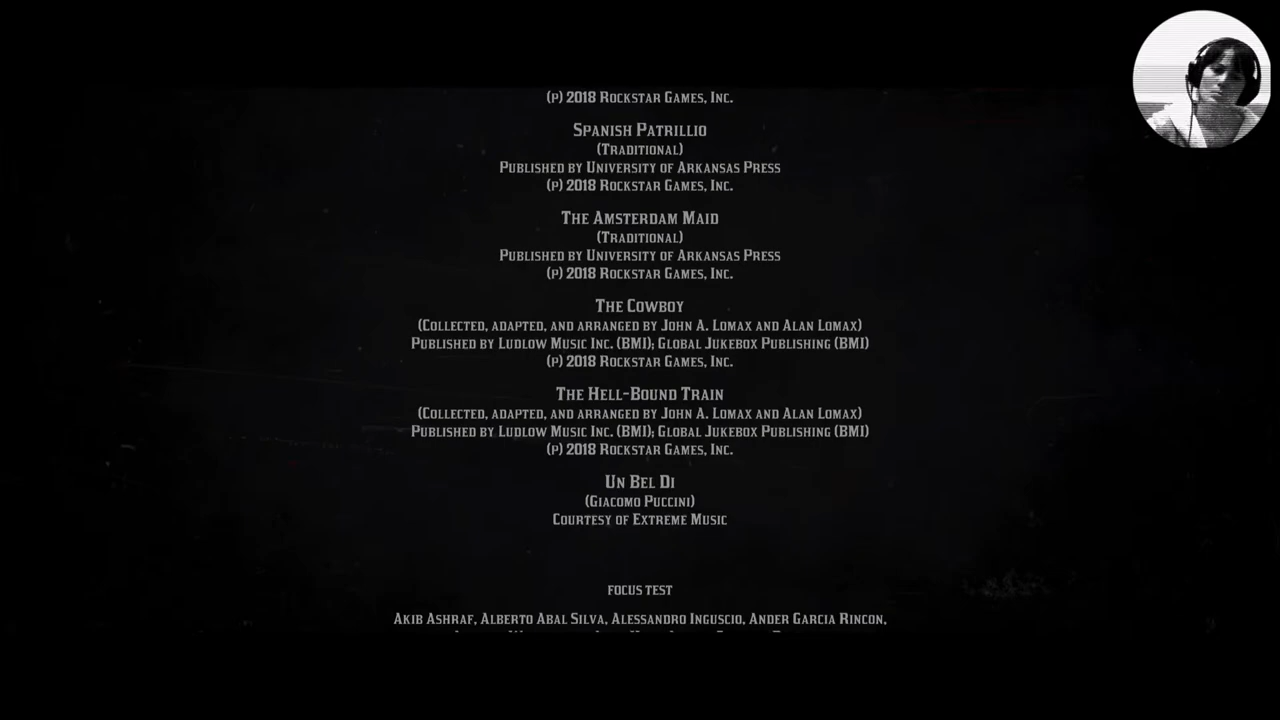 (P) 2018 Rockstar Games, Inc.
Spanish Patrillio
(Traditional)
Published by University of Arkansas Press
(P) 2018 Rockstar Games, Inc.
The Amsterdam Maid
(Traditional)
Published by University of Arkansas Press
(P) 2018 Rockstar Games, Inc.
The Cowboy
(Collected, adapted, and arranged by John A. Lomax and Alan Lomax)
Published by Ludlow Music Inc. (BMI); Global Jukebox Publishing (BMI)
(P) 2018 Rockstar Games, Inc.
The Hell-Bound Train
(Collected, adapted, and arranged by John A. Lomax and Alan Lomax)
Published by Ludlow Music Inc. (BMI); Global Jukebox Publishing (BMI)
(P) 2018 Rockstar Games, Inc.
Un Bel Di
(Giacomo Puccini)
Courtesy of Extreme Music
FOCUS TEST
Akib Ashraf, Alberto Abal Silva, Alessandro Inguscio, Ander Garcia Rincon,